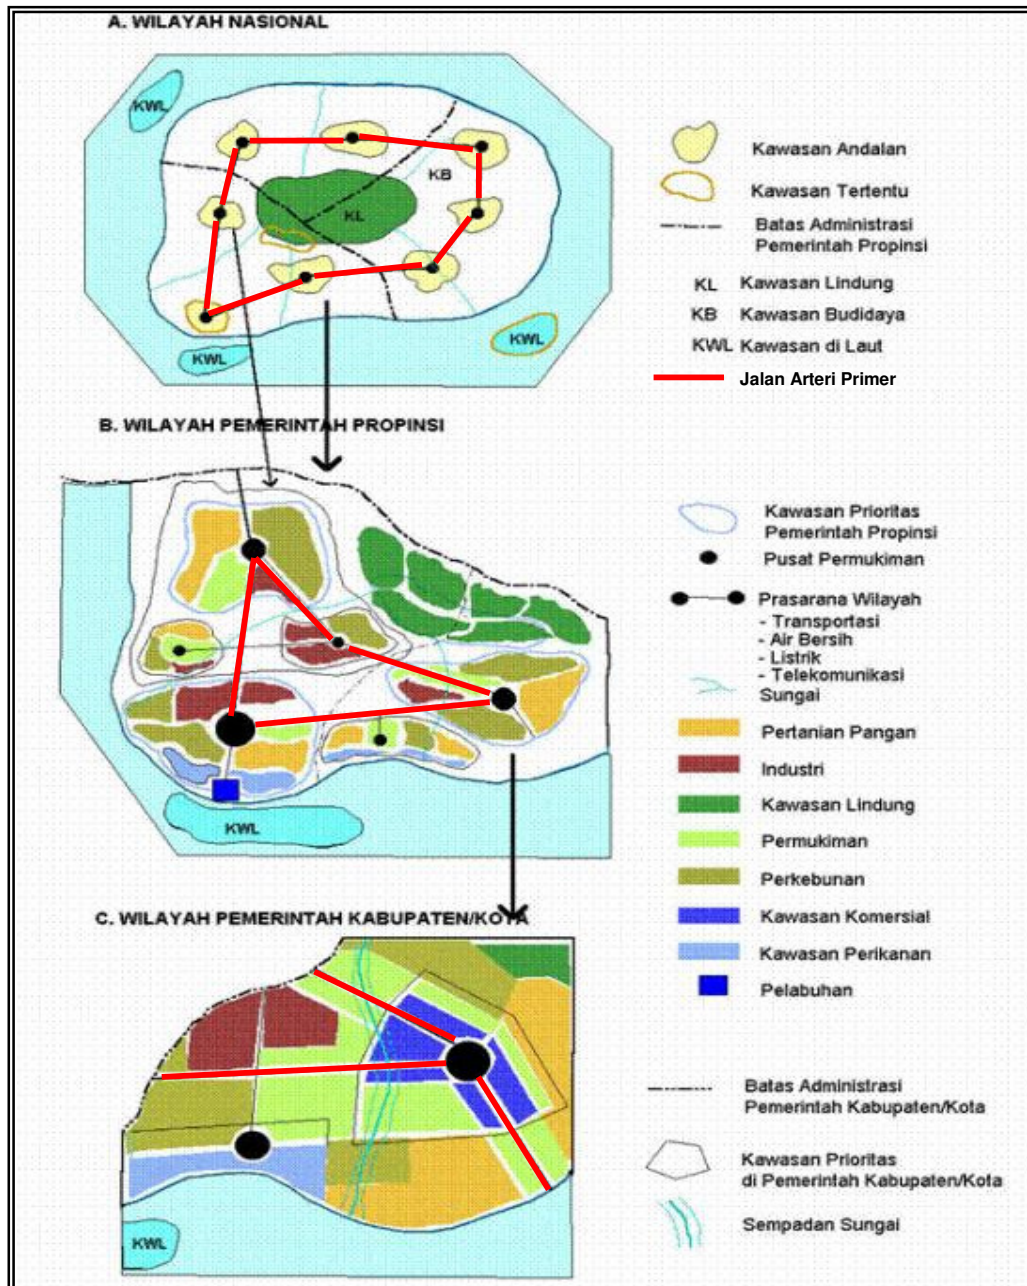 A. WILAYAH NASIONAL
KWL
KB
KL
KWL
KWL
Kawasan Andalan
Kawasan Tertentu
Batas Administrasi
Pemerintah Propinsi
KL Kawasan Lindung
KB Kawasan Budidaya
KWL Kawasan di Laut
Jalan Arteri Primer
B. WILAYAH PEMERINTAH PROPINSI
KWL
Kawasan Prioritas
Pemerintah Propinsi
Pusat Permukiman
Prasarana Wilayah
- Transportasi
- Air Bersih
- Listrik
- Telekomunikasi
Sungai
Pertanian Pangan
Industri
Kawasan Lindung
Permukiman
Perkebunan
Kawasan Komersial
Kawasan Perikanan
Pelabuhan
C. WILAYAH PEMERINTAH KABUPATEN/KOTA
KWL
Batas Administrasi
Pemerintah Kabupaten/Kota
Kawasan Prioritas
di Pemerintah Kabupaten/Kota
Sempadan Sungai